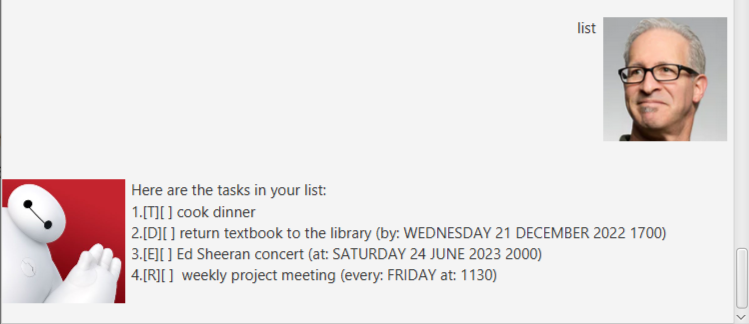 list
Here are the tasks in your list:
1.[T][ ] cook dinner
2.[D][ ] return textbook to the library (by: WEDNESDAY 21 DECEMBER 2022 1700)
3.[E][ ] Ed Sheeran concert (at: SATURDAY 24 JUNE 2023 2000)
4.[R][ ]  weekly project meeting (every: FRIDAY at: 1130)